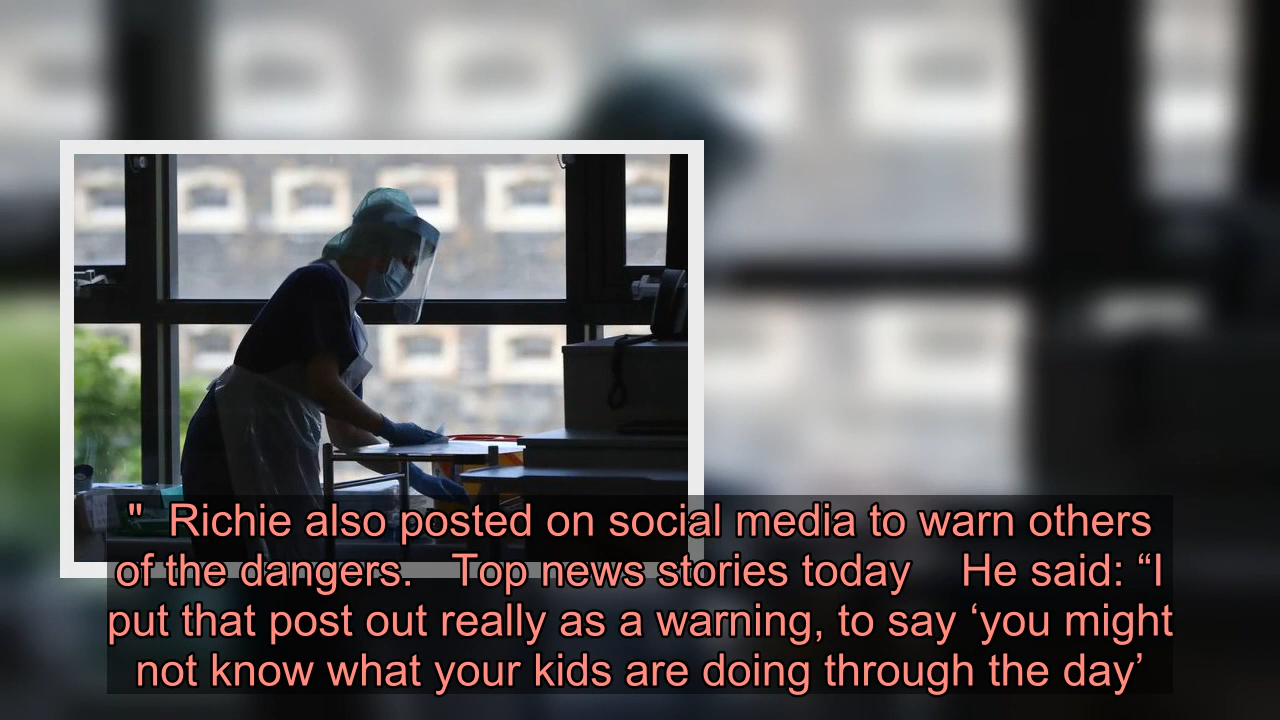 " Richie also posted on social media to warn others
of the dangers. Top news stories today He said: “I
put that post out really as a warning, to say ‘you might
not know what your kids are doing through the day’